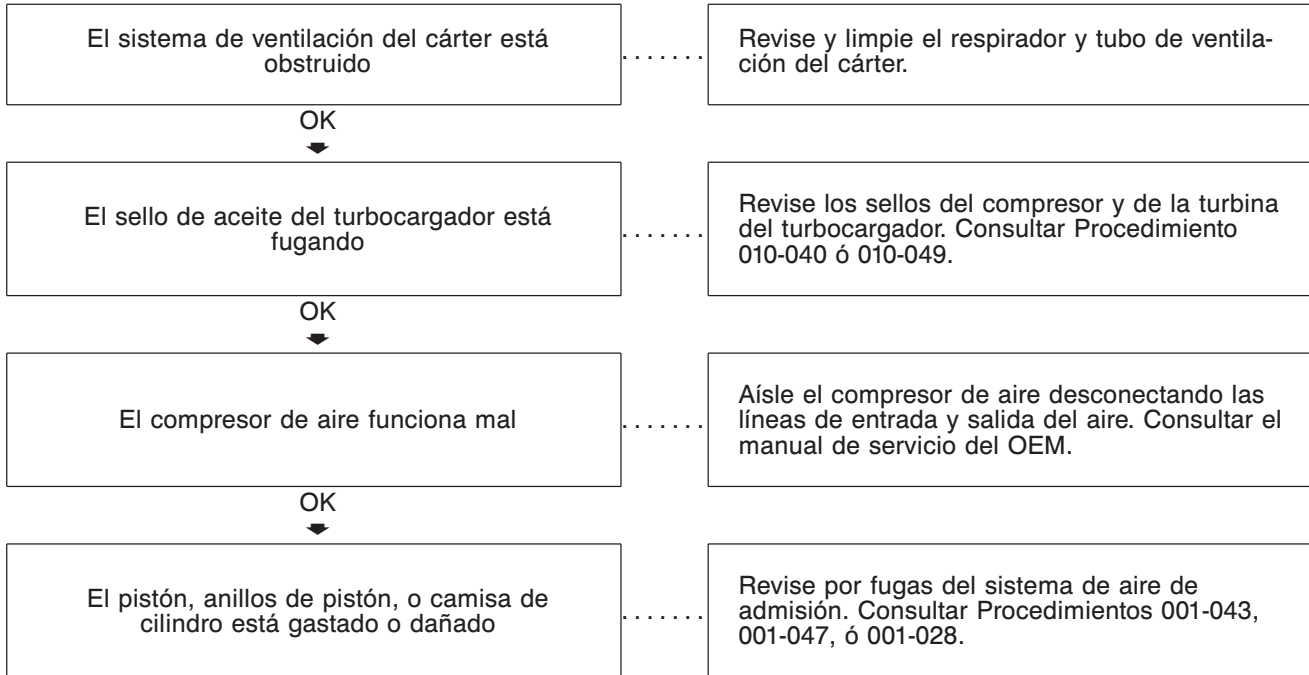 El sistema de ventilación del cárter está
obstruido
.......
Revise y limpie el respirador y tubo de ventila-
ción del cárter.
OK
El sello de aceite del turbocargador está
fugando
.......
Revise los sellos del compresor y de la turbina
del turbocargador. Consultar Procedimiento
010-040 ó 010-049.
OK
El compresor de aire funciona mal
.......
Aísle el compresor de aire desconectando las
líneas de entrada y salida del aire. Consultar el
manual de servicio del OEM.
OK
El pistón, anillos de pistón, o camisa de
cilindro está gastado o dañado
.......
Revise por fugas del sistema de aire de
admisión. Consultar Procedimientos 001-043,
001-047, ó 001-028.